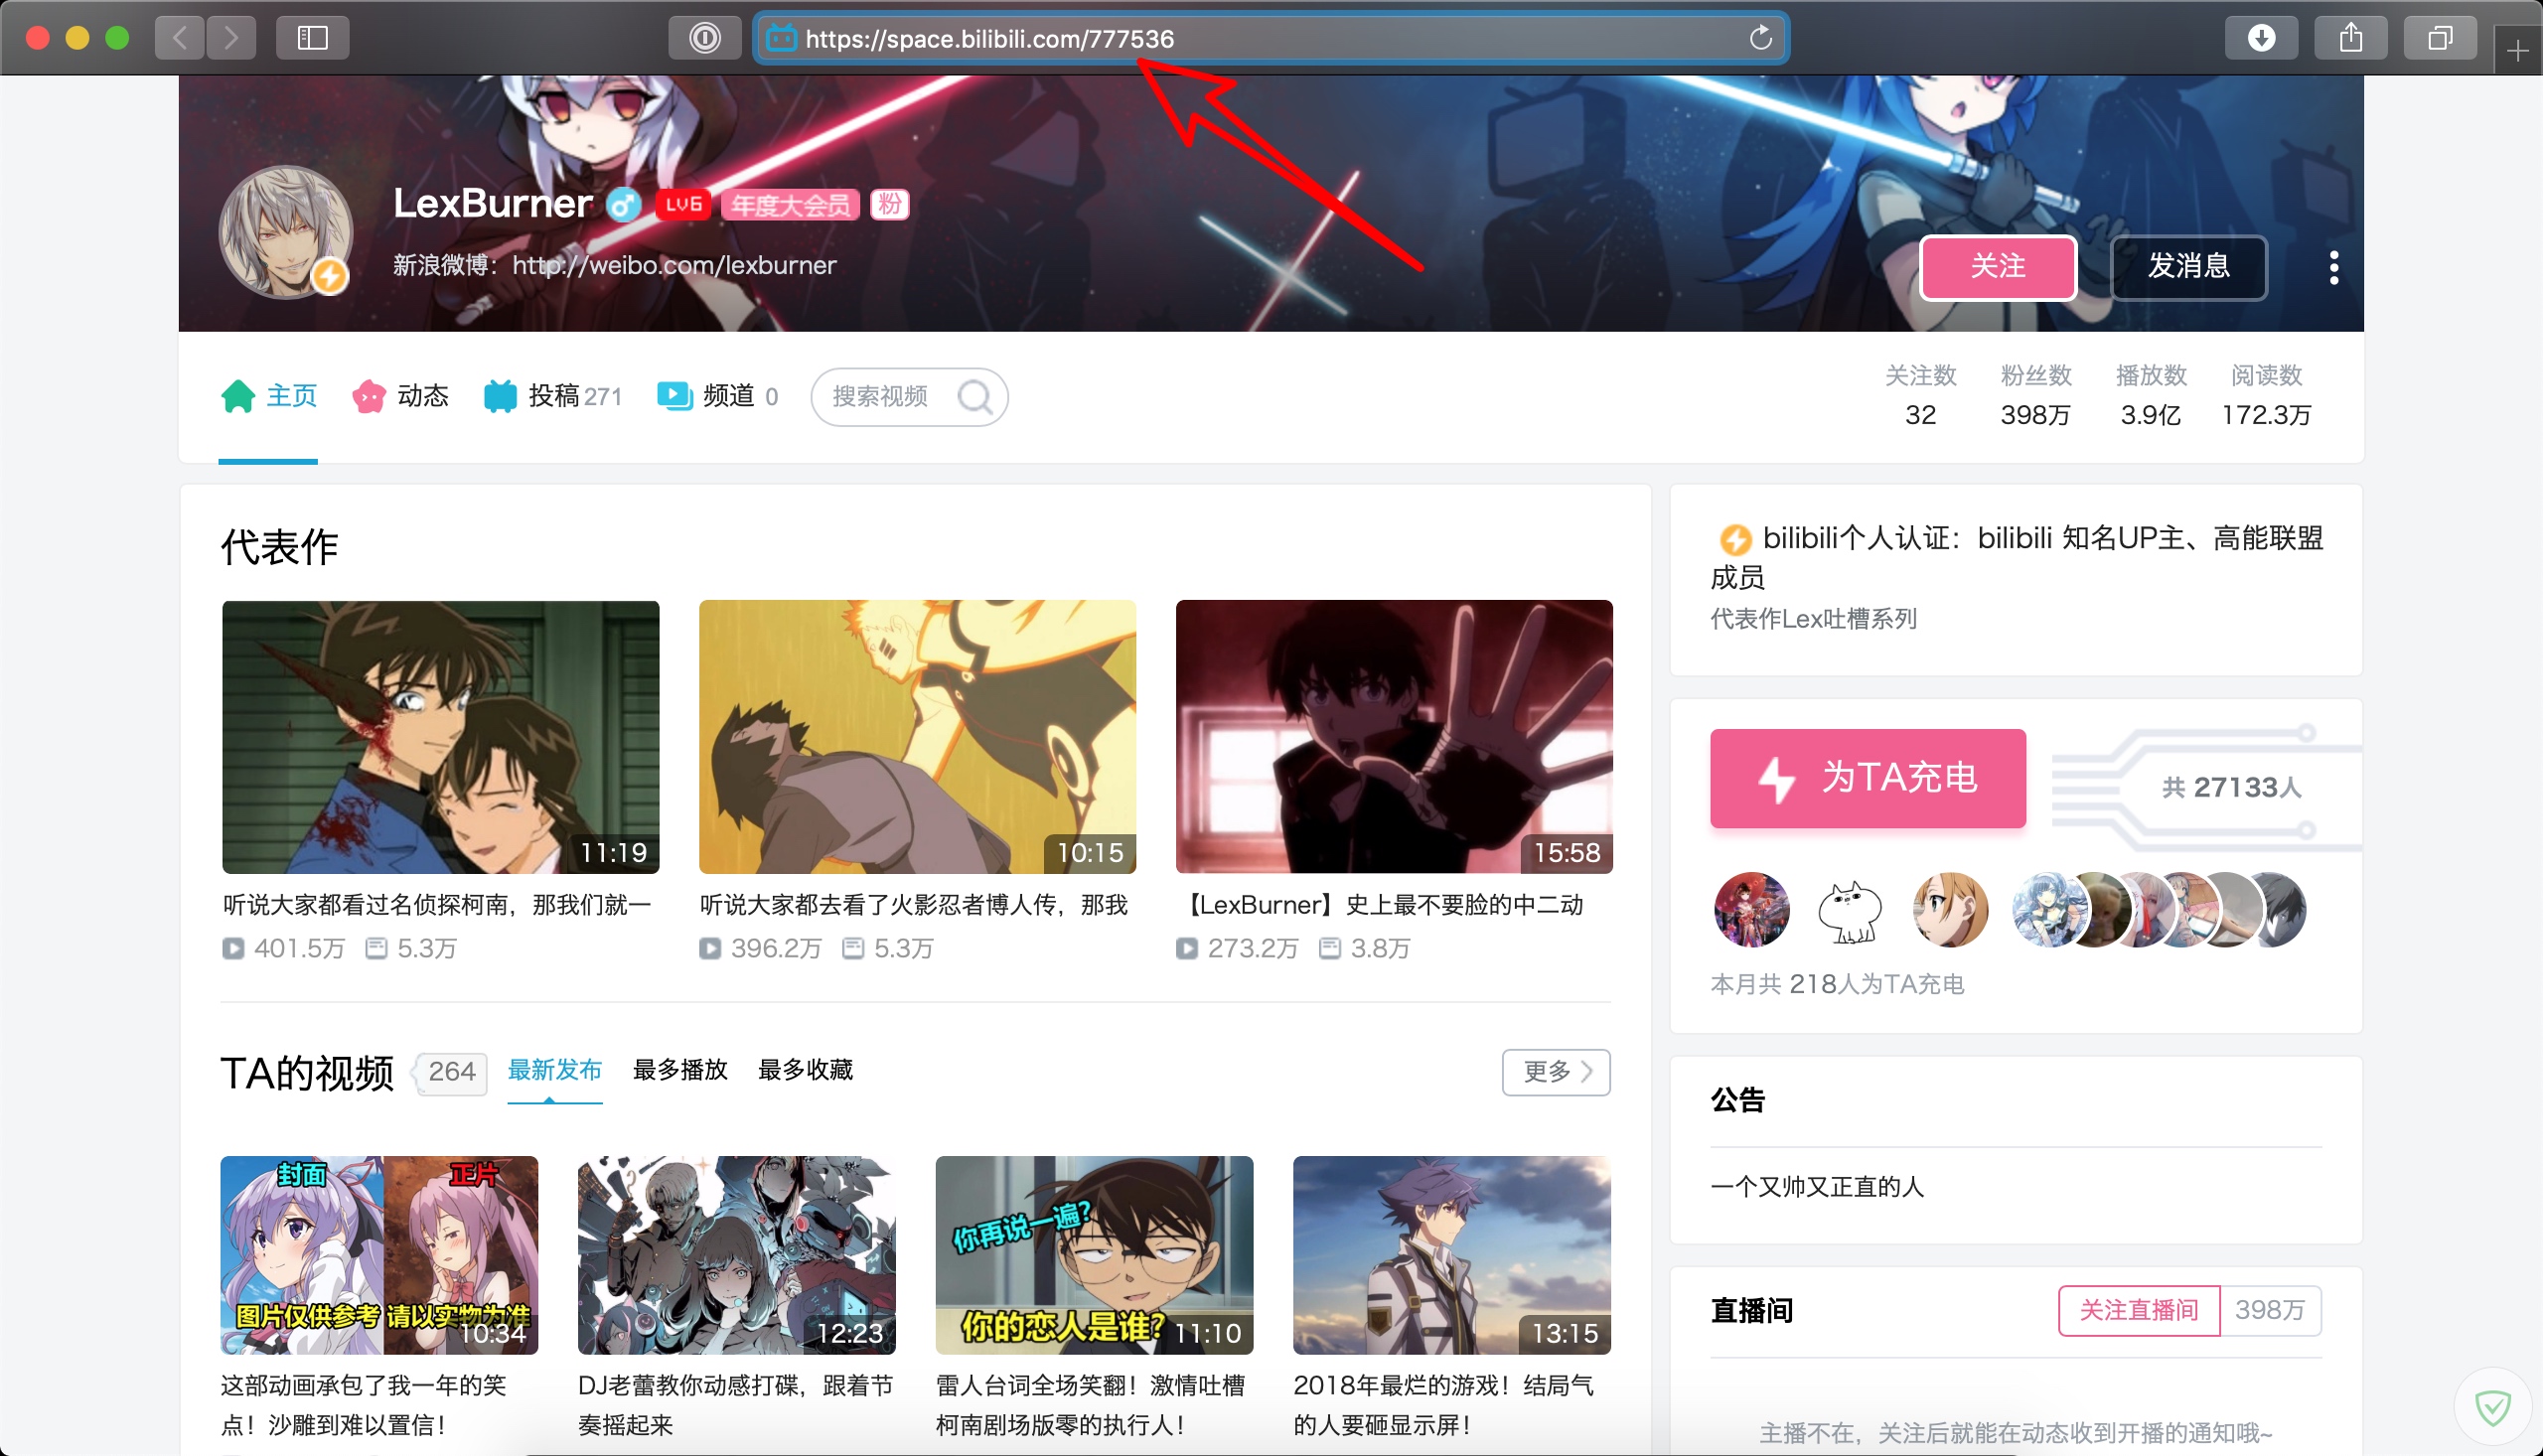 https://space.bilibili.com/777536
LexBurner LV6 年度大会员 粉
新浪微博：http://weibo.com/lexburner
关注
发消息
主页
动态
投稿 271
频道 0
搜索视频
关注数
32
粉丝数
398万
播放数
3.9亿
阅读数
172.3万
代表作
11:19
听说大家都看过名侦探柯南，那我们就一
401.5万 5.3万
10:15
听说大家都去看了火影忍者博人传，那我
396.2万 5.3万
15:58
【LexBurner】史上最不要脸的中二动
273.2万 3.8万
TA的视频 264 最新发布 最多播放 最多收藏
更多
封面 正片
图片仅供参考 请以实物为准
10:34
这部动画承包了我一年的笑
点！沙雕到难以置信！
12:23
DJ老蕾教你动感打碟，跟着节
奏摇起来
你再说一遍？
你的恋人是谁？
11:10
雷人台词全场笑翻！激情吐槽
柯南剧场版零的执行人！
13:15
2018年最烂的游戏！结局气
的人要砸显示屏！
bilibili个人认证：bilibili 知名UP主、高能联盟
成员
代表作Lex吐槽系列
为TA充电
共 27133人
本月共 218人为TA充电
公告
一个又帅又正直的人
直播间
关注直播间 398万
主播不在，关注后就能在动态收到开播的通知哦~